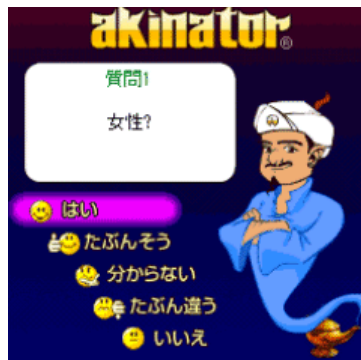 akinator®
質問1
女性?
はい
たぶんそう
分からない
たぶん違う
いいえ